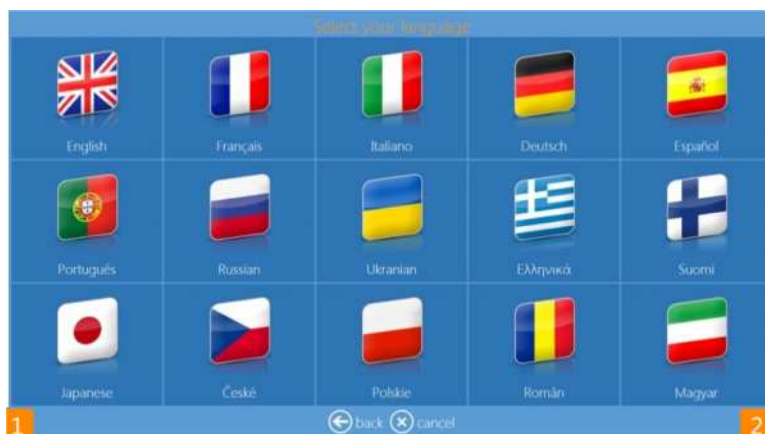 Select your language
English Français Italiano Deutsch Español
Português Russian Ukranian Ελληνικά Suomi
Japanese České Polskie Român Magyar
1 back cancel 2